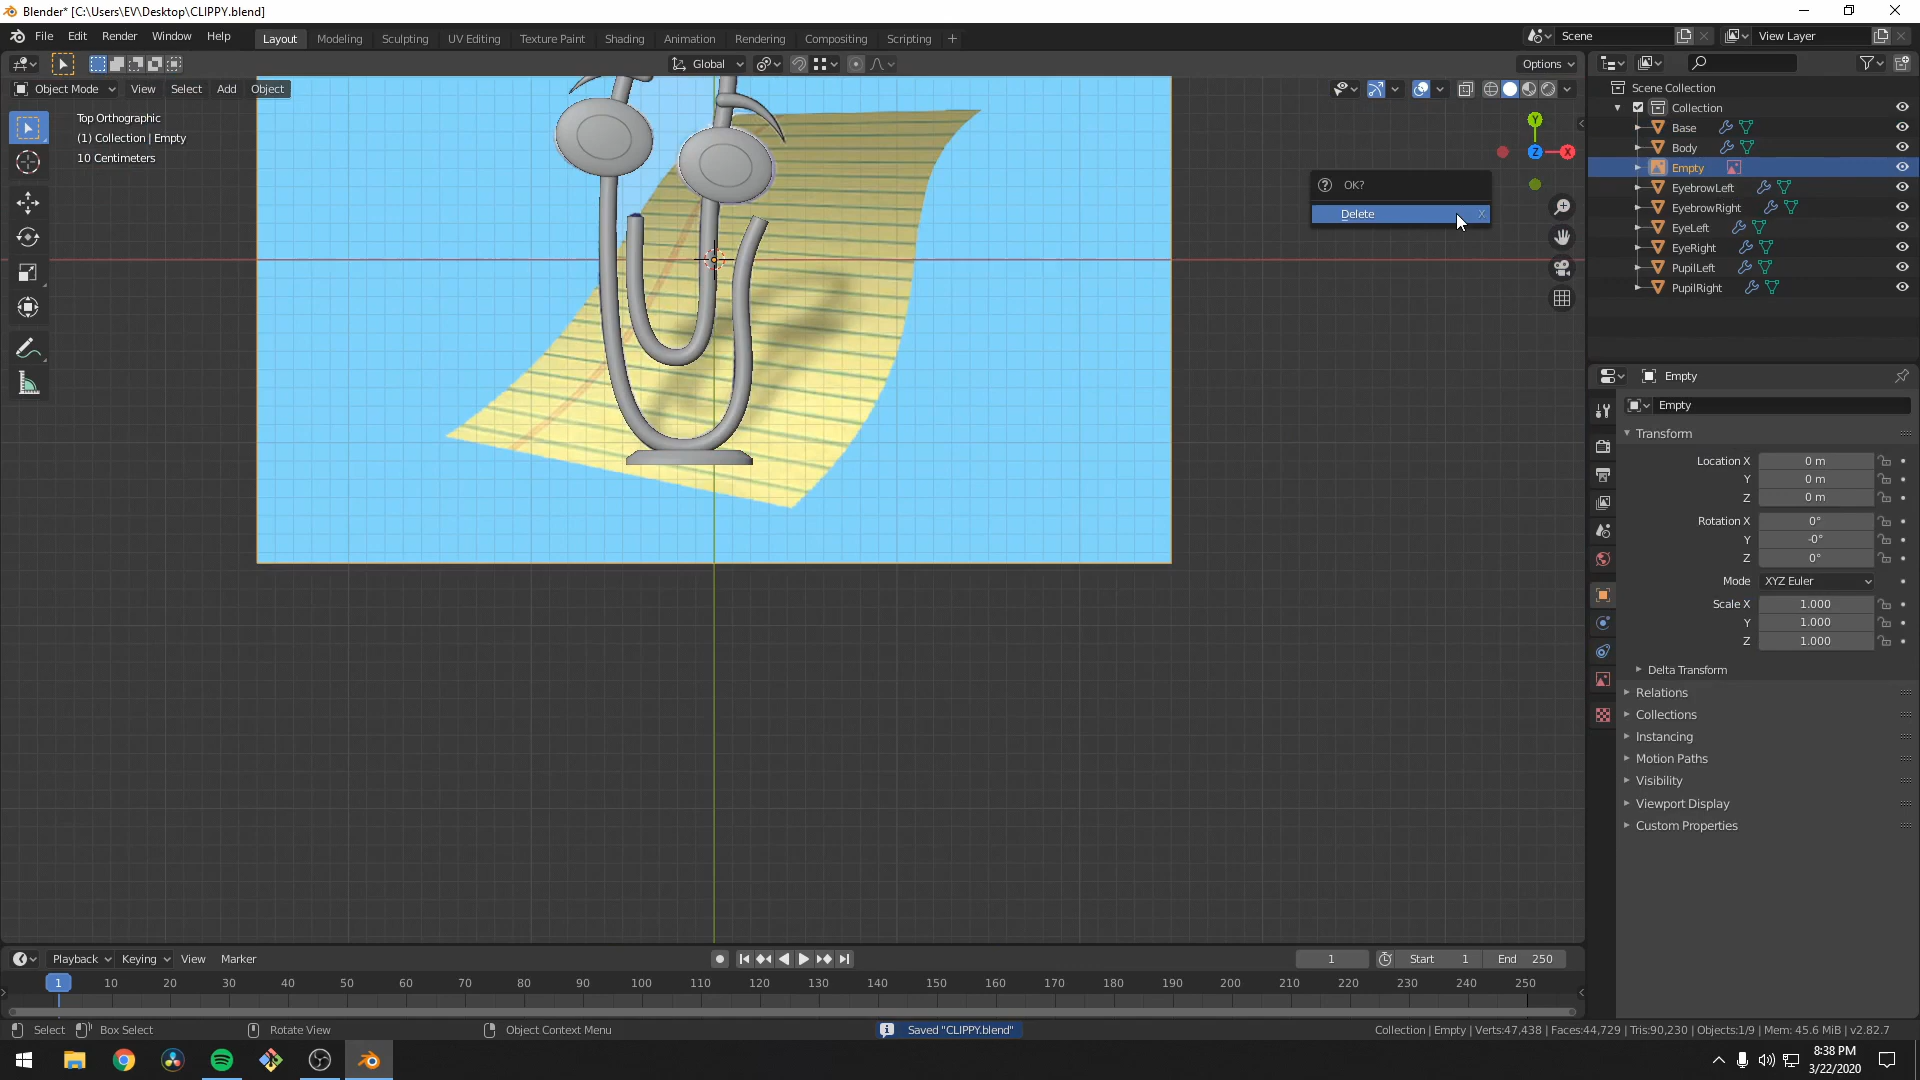 Blender* [C:\Users\EV\Desktop\CLIPPY.blend]
File Edit Render Window Help
Layout Modeling Sculpting UV Editing Texture Paint Shading Animation Rendering Compositing Scripting +
Scene
View Layer
Global
Options
Object Mode View Select Add Object
Top Orthographic
(1) Collection | Empty
10 Centimeters
Y
X
Z
OK?
Delete X
Scene Collection
Collection
Base
Body
Empty
EyebrowLeft
EyebrowRight
EyeLeft
EyeRight
PupilLeft
PupilRight
Empty
Empty
Transform
Location X 0 m
Y 0 m
Z 0 m
Rotation X 0°
Y -0°
Z 0°
Mode XYZ Euler
Scale X 1.000
Y 1.000
Z 1.000
Delta Transform
Relations
Collections
Instancing
Motion Paths
Visibility
Viewport Display
Custom Properties
Playback Keying View Marker
1
Start 1
End 250
1 10 20 30 40 50 60 70 80 90 100 110 120 130 140 150 160 170 180 190 200 210 220 230 240 250
Select Box Select Rotate View Object Context Menu
Saved "CLIPPY.blend"
Collection | Empty | Verts:47,438 | Faces:44,729 | Tris:90,230 | Objects:1/9 | Mem: 45.6 MiB | v2.82.7
8:38 PM
3/22/2020